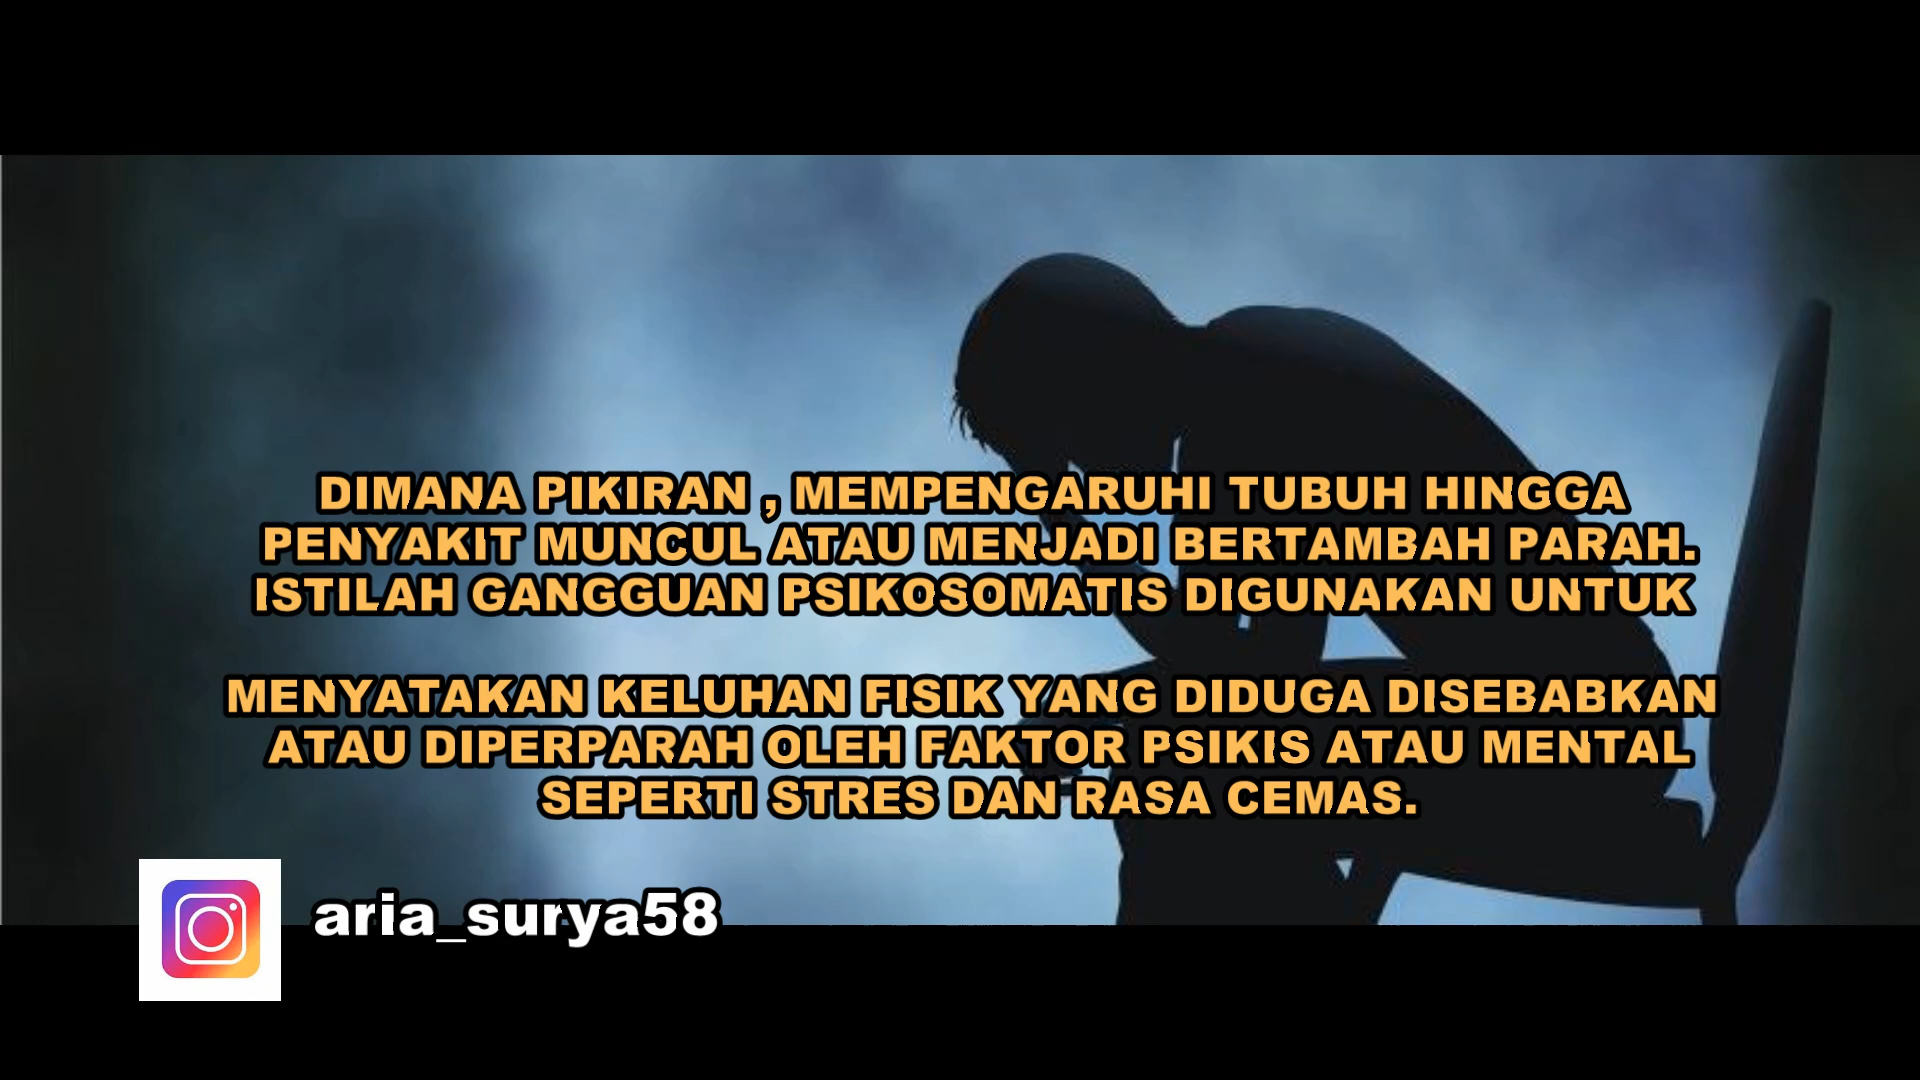 DIMANA PIKIRAN , MEMPENGARUHI TUBUH HINGGA
PENYAKIT MUNCUL ATAU MENJADI BERTAMBAH PARAH.
ISTILAH GANGGUAN PSIKOSOMATIS DIGUNAKAN UNTUK
MENYATAKAN KELUHAN FISIK YANG DIDUGA DISEBABKAN
ATAU DIPERPARAH OLEH FAKTOR PSIKIS ATAU MENTAL
SEPERTI STRES DAN RASA CEMAS.
aria_surya58